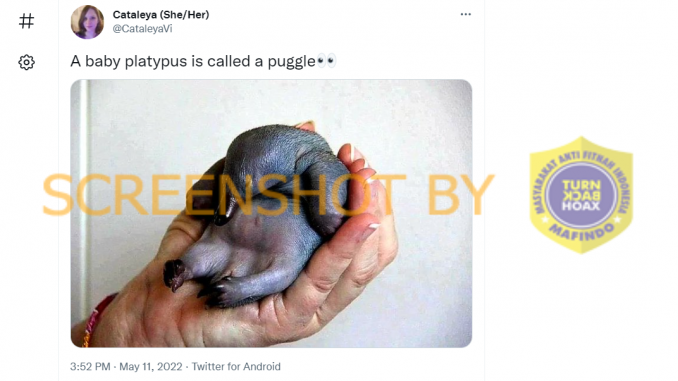 Cataleya (She/Her)
@CataleyaVi
A baby platypus is called a puggle👀
SCREENSHOT BY
MASYARAKAT ANTI FITNAH INDONESIA
TURN
BACK
HOAX
MAFINDO
3:52 PM · May 11, 2022 · Twitter for Android